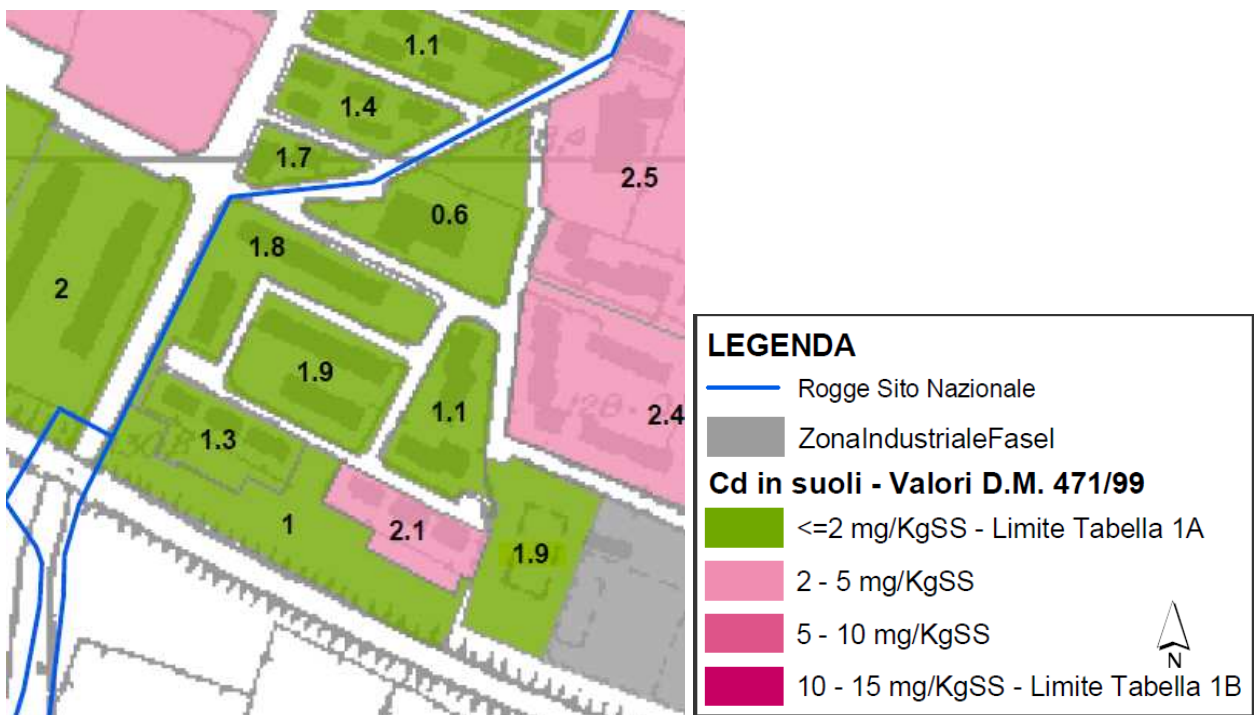 1.1
1.4
1.7
128A
2.5
0.6
1.8
2
1.9
1.1
2.4
1.3
1
2.1
1.9
LEGENDA
Rogge Sito Nazionale
ZonaIndustrialeFasel
Cd in suoli - Valori D.M. 471/99
<=2 mg/KgSS - Limite Tabella 1A
2 - 5 mg/KgSS
5 - 10 mg/KgSS
10 - 15 mg/KgSS - Limite Tabella 1B
N